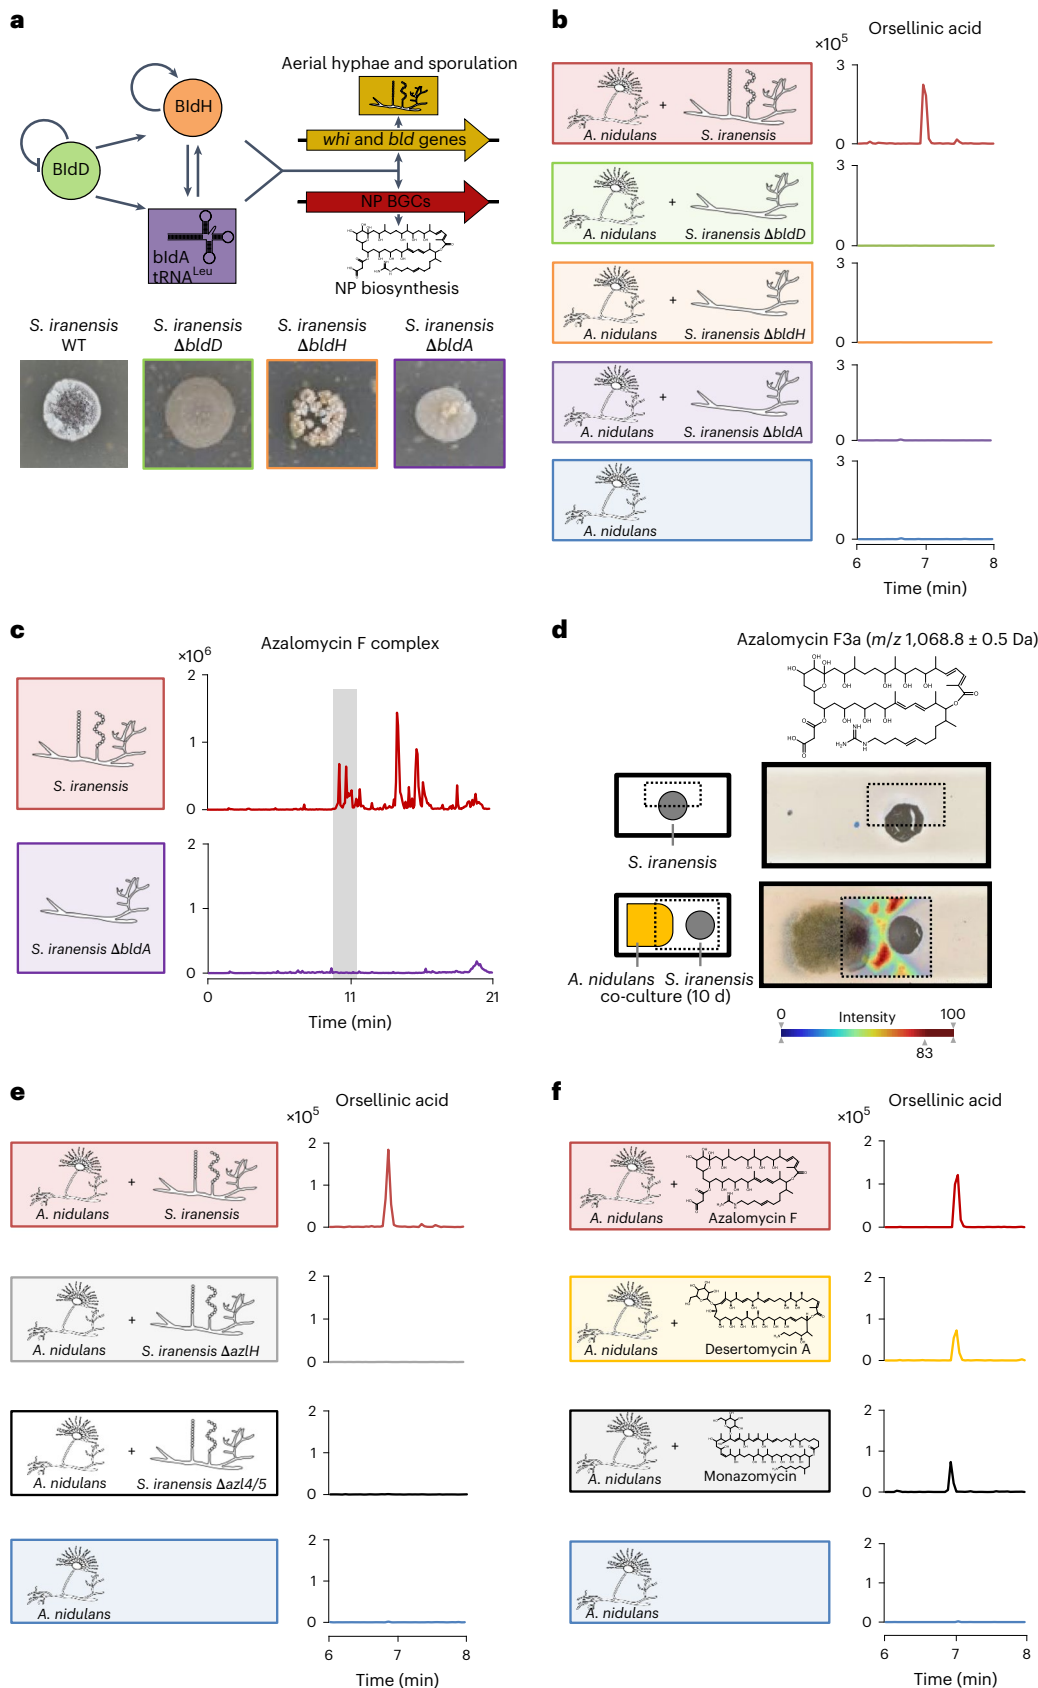 a
Aerial hyphae and sporulation
BldH
BldD
whi and bld genes
NP BGCs
bldA
tRNA^Leu
NP biosynthesis
S. iranensis
WT
S. iranensis
ΔbldD
S. iranensis
ΔbldH
S. iranensis
ΔbldA
b
Orsellinic acid
×10^5
A. nidulans + S. iranensis
3
0
A. nidulans + S. iranensis ΔbldD
3
0
A. nidulans + S. iranensis ΔbldH
3
0
A. nidulans + S. iranensis ΔbldA
3
0
A. nidulans
3
0
6 7 8
Time (min)
c
Azalomycin F complex
×10^6
S. iranensis
2
1
0
S. iranensis ΔbldA
2
1
0
0 11 21
Time (min)
d
Azalomycin F3a (m/z 1,068.8 ± 0.5 Da)
S. iranensis
A. nidulans S. iranensis
co-culture (10 d)
0 Intensity 100
83
e
Orsellinic acid
×10^5
A. nidulans + S. iranensis
2
1
0
A. nidulans + S. iranensis ΔazlH
2
1
0
A. nidulans + S. iranensis Δazl4/5
2
1
0
A. nidulans
2
1
0
6 7 8
Time (min)
f
Orsellinic acid
×10^5
A. nidulans + Azalomycin F
2
1
0
A. nidulans + Desertomycin A
2
1
0
A. nidulans + Monazomycin
2
1
0
A. nidulans
2
1
0
6 7 8
Time (min)